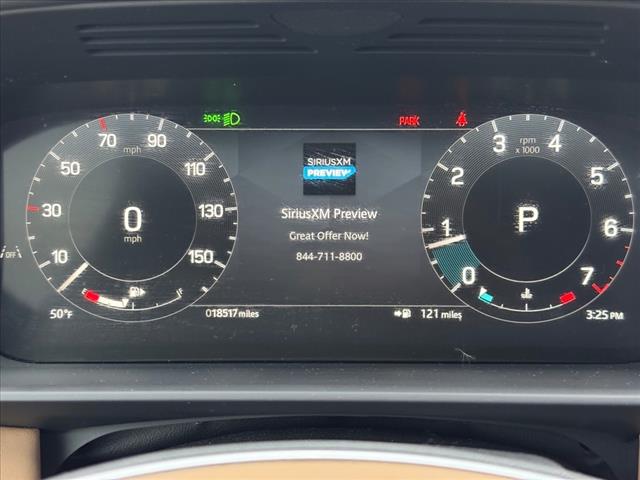 PARK
70
90
mph
50
110
30
0
130
mph
10
150
OFF
50°F
018517 miles
SIRIUSXM
PREVIEW
SiriusXM Preview
Great Offer Now!
844-711-8800
3
4
rpm
x 1000
2
5
1
P
6
0
7
121 miles
3:25 PM